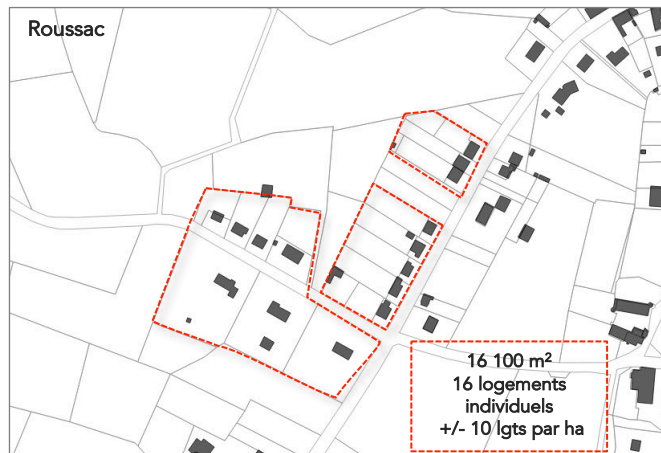 Roussac
16 100 m²
16 logements
individuels
+/- 10 lgts par ha